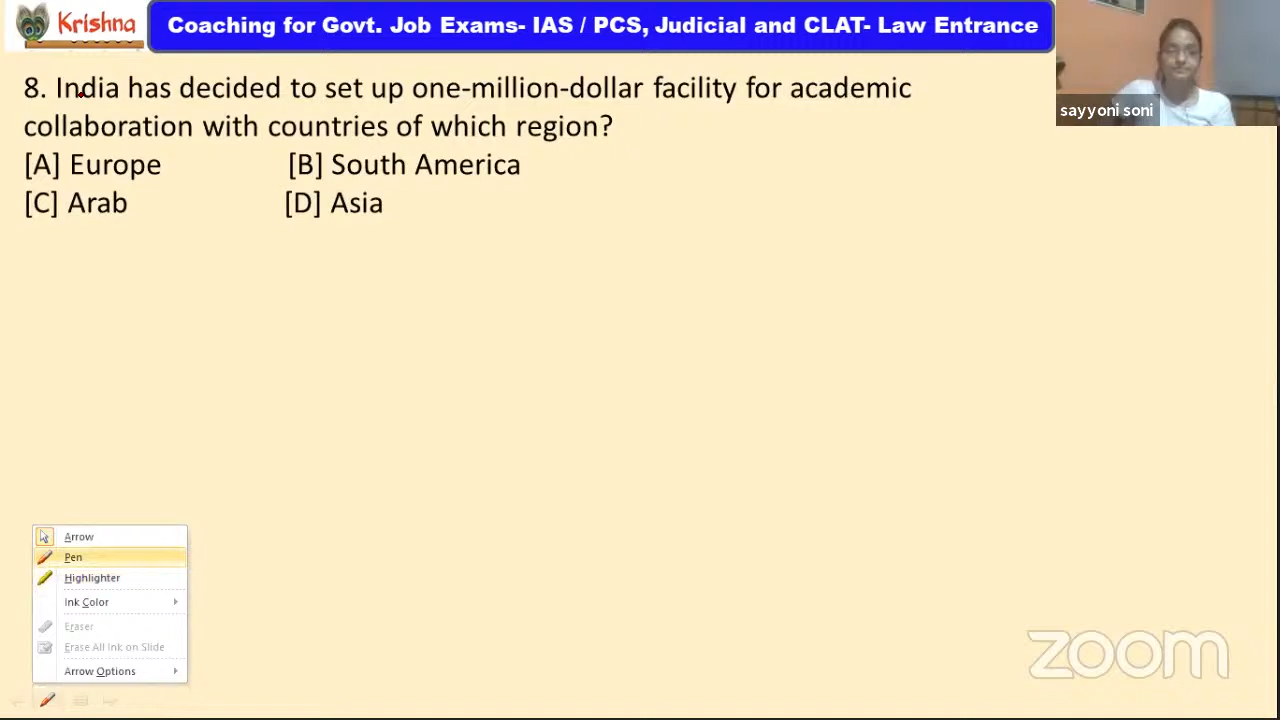 Krishna
Coaching for Govt. Job Exams- IAS / PCS, Judicial and CLAT- Law Entrance
sayyoni soni
8. India has decided to set up one-million-dollar facility for academic
collaboration with countries of which region?
[A] Europe [B] South America
[C] Arab [D] Asia
Arrow
Pen
Highlighter
Ink Color
Eraser
Erase All Ink on Slide
Arrow Options
zoom